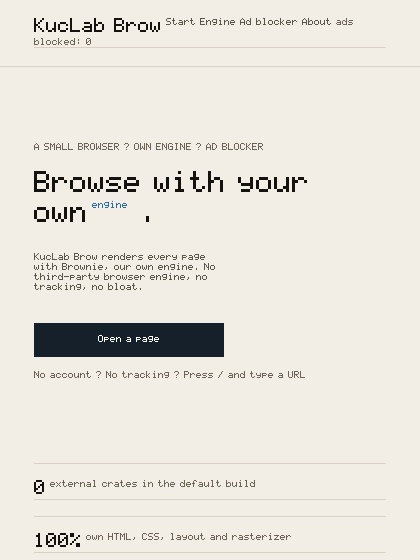 KucLab Brow Start Engine Ad blocker About ads
blocked: 0
A SMALL BROWSER ? OWN ENGINE ? AD BLOCKER
Browse with your
own engine .
KucLab Brow renders every page
with Brownie, our own engine. No
third-party browser engine, no
tracking, no bloat.
Open a page
No account ? No tracking ? Press / and type a URL
0 external crates in the default build
100% own HTML, CSS, layout and rasterizer